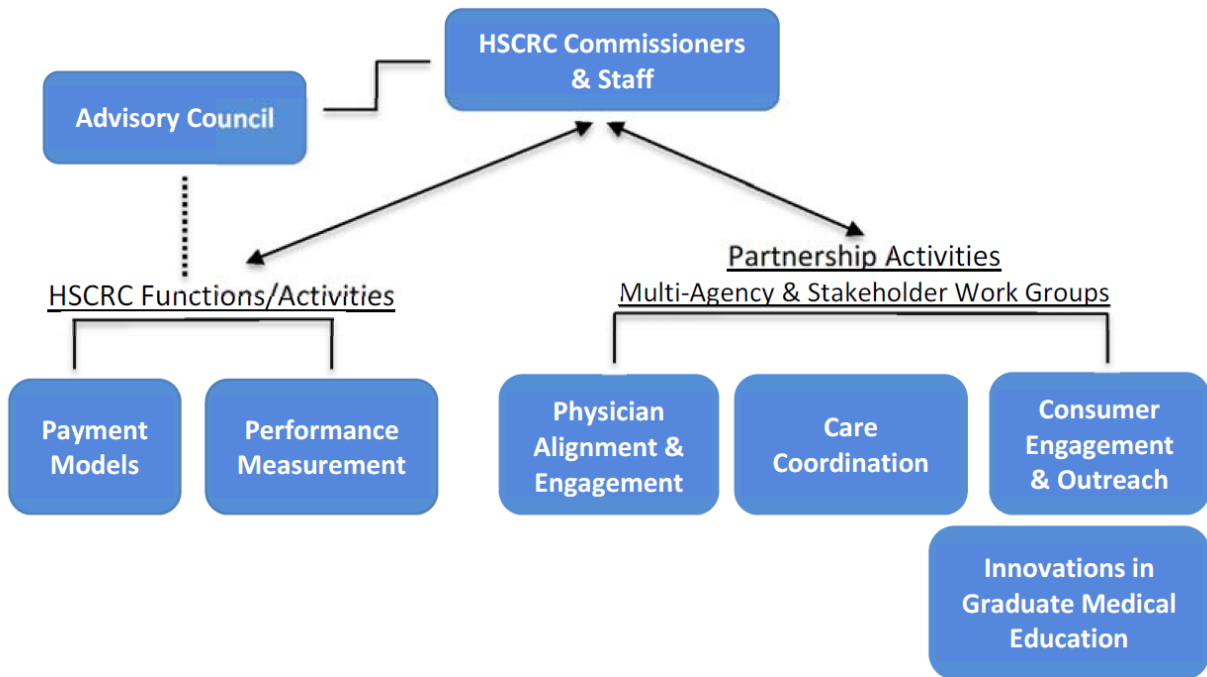 HSCRC Commissioners
& Staff
Advisory Council
HSCRC Functions/Activities
Payment
Models
Performance
Measurement
Partnership Activities
Multi-Agency & Stakeholder Work Groups
Physician
Alignment &
Engagement
Care
Coordination
Consumer
Engagement
& Outreach
Innovations in
Graduate Medical
Education